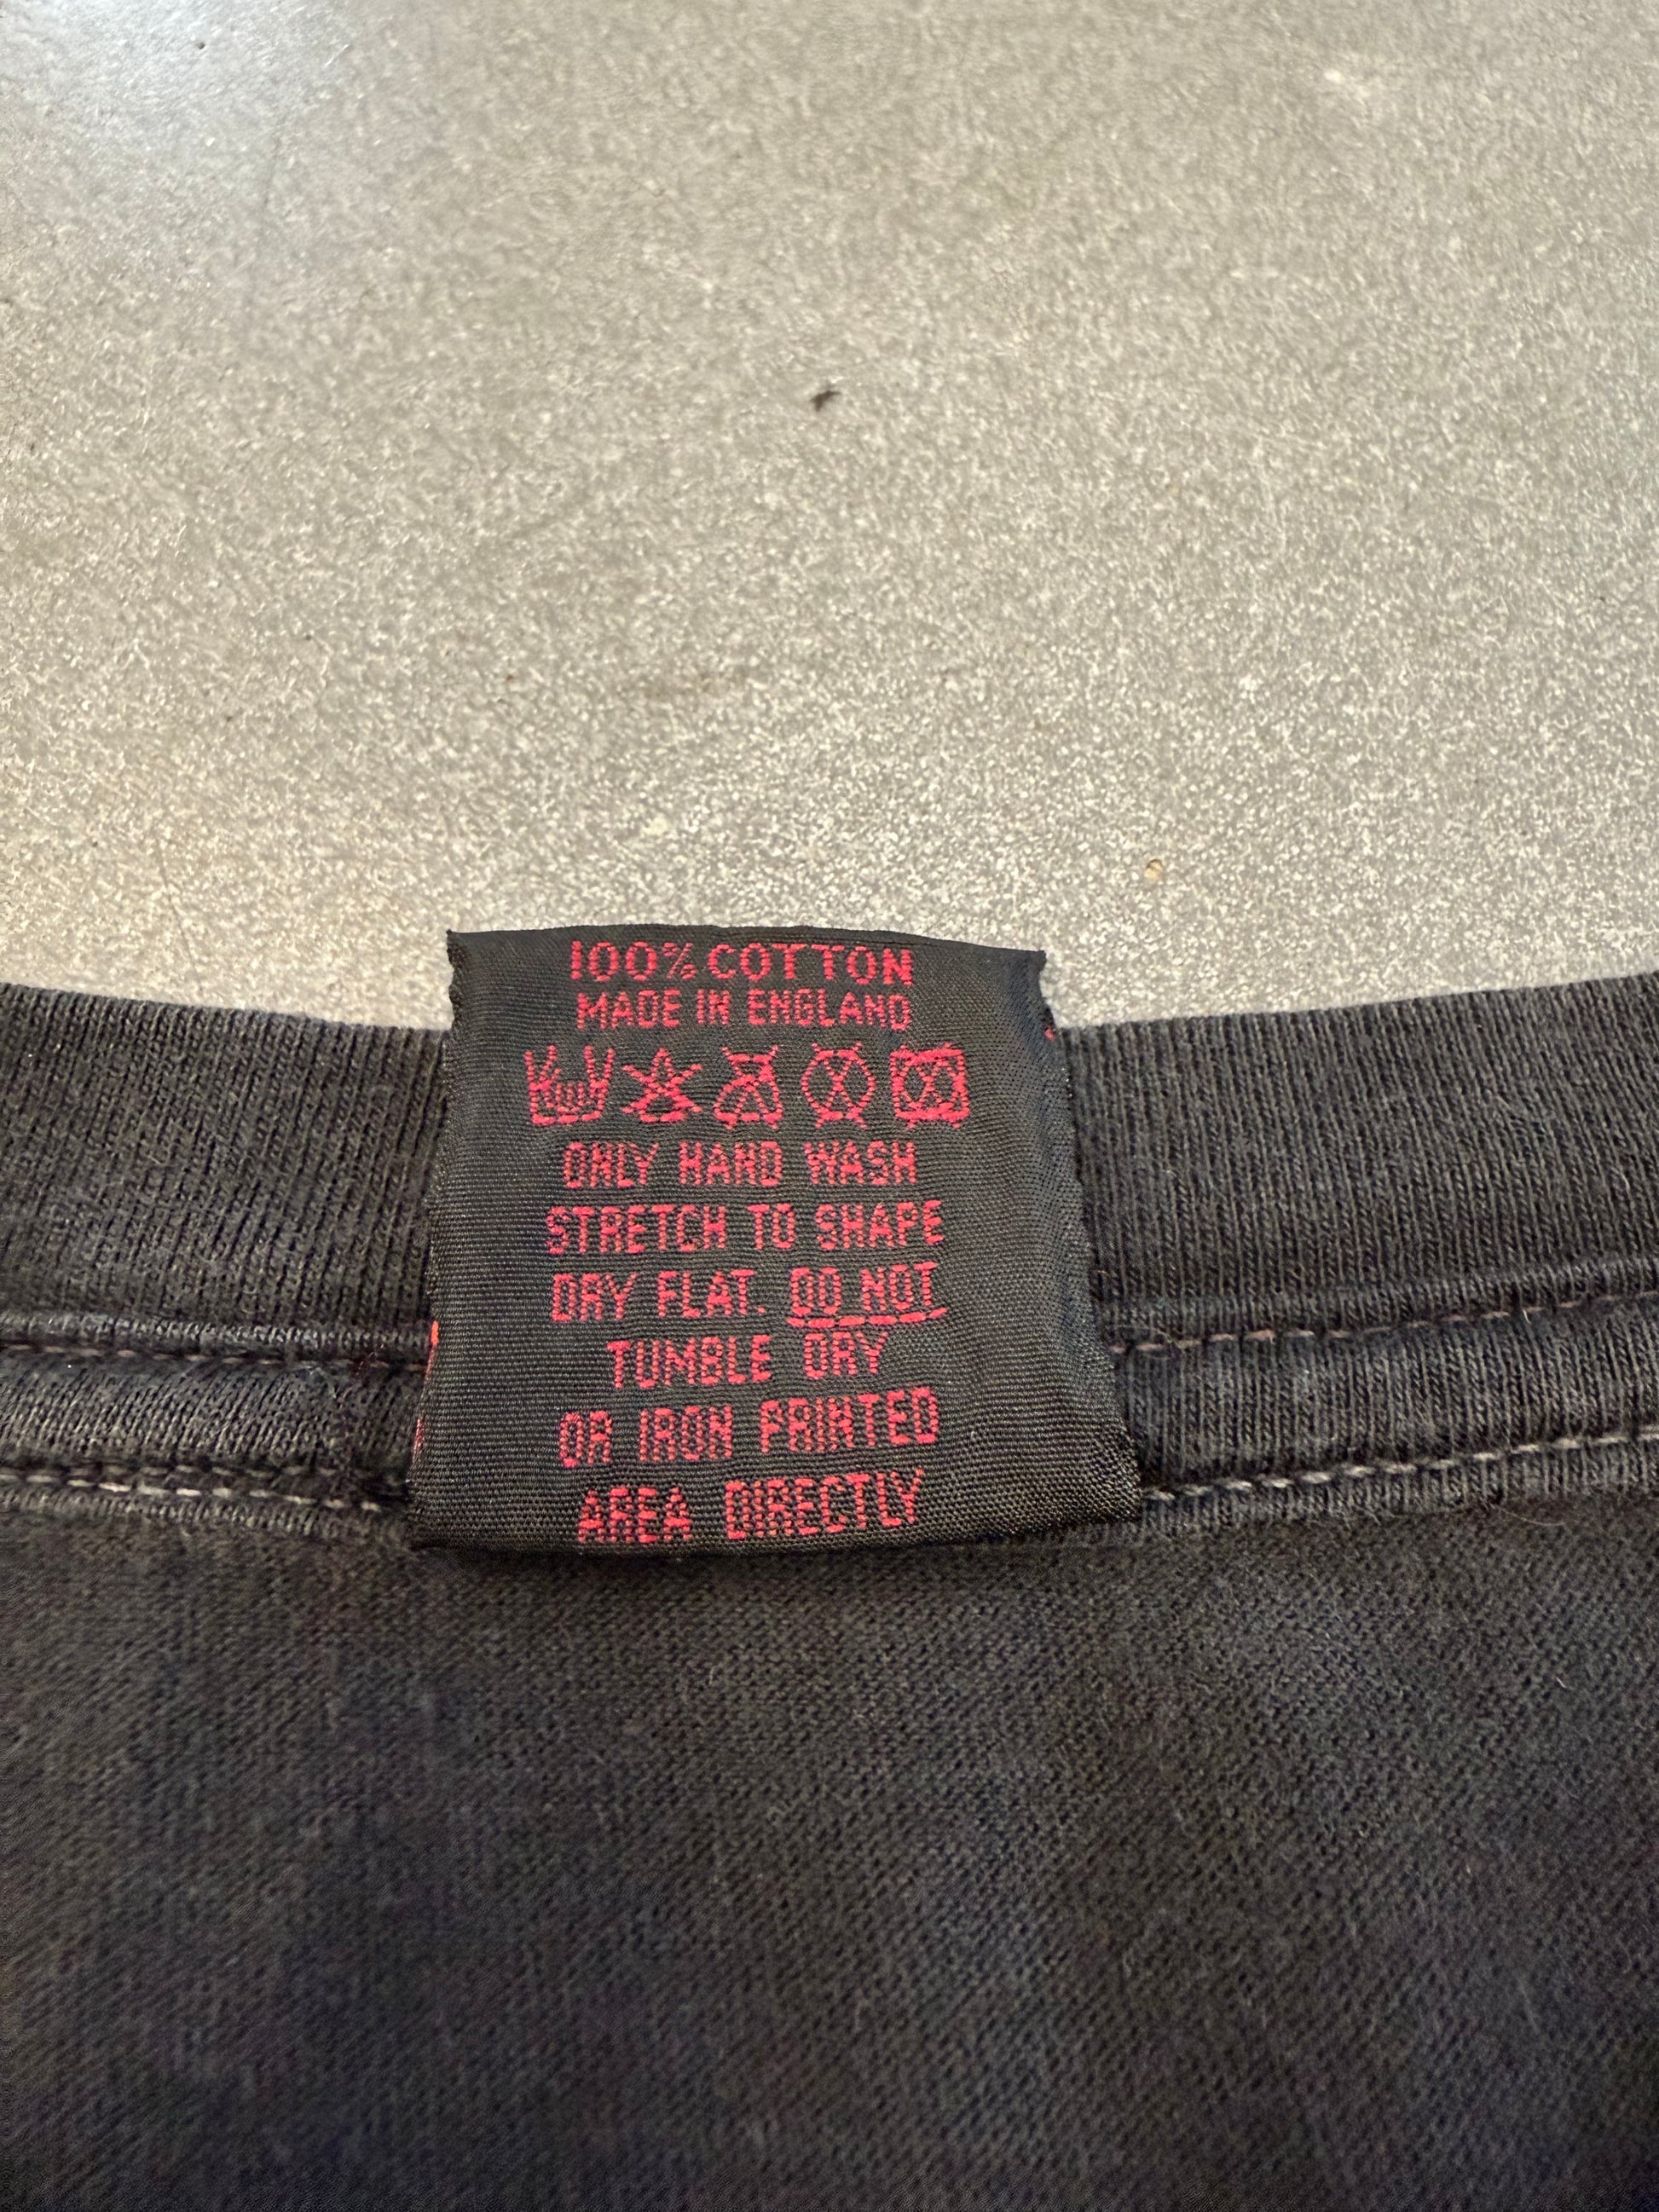 100% COTTON
MADE IN ENGLAND
ONLY HAND WASH
STRETCH TO SHAPE
DRY FLAT. DO NOT
TUMBLE DRY
OR IRON PRINTED
AREA DIRECTLY